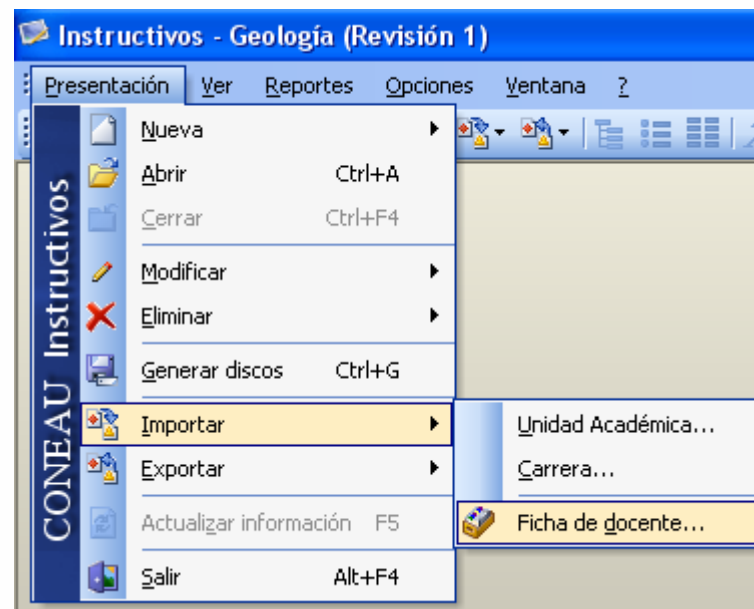 Instructivos - Geología (Revisión 1)
Presentación Ver Reportes Opciones Ventana ?
CONEAU Instructivos
Nueva
Abrir Ctrl+A
Cerrar Ctrl+F4
Modificar
Eliminar
Generar discos Ctrl+G
Importar
Exportar
Actualizar información F5
Salir Alt+F4
Unidad Académica...
Carrera...
Ficha de docente...